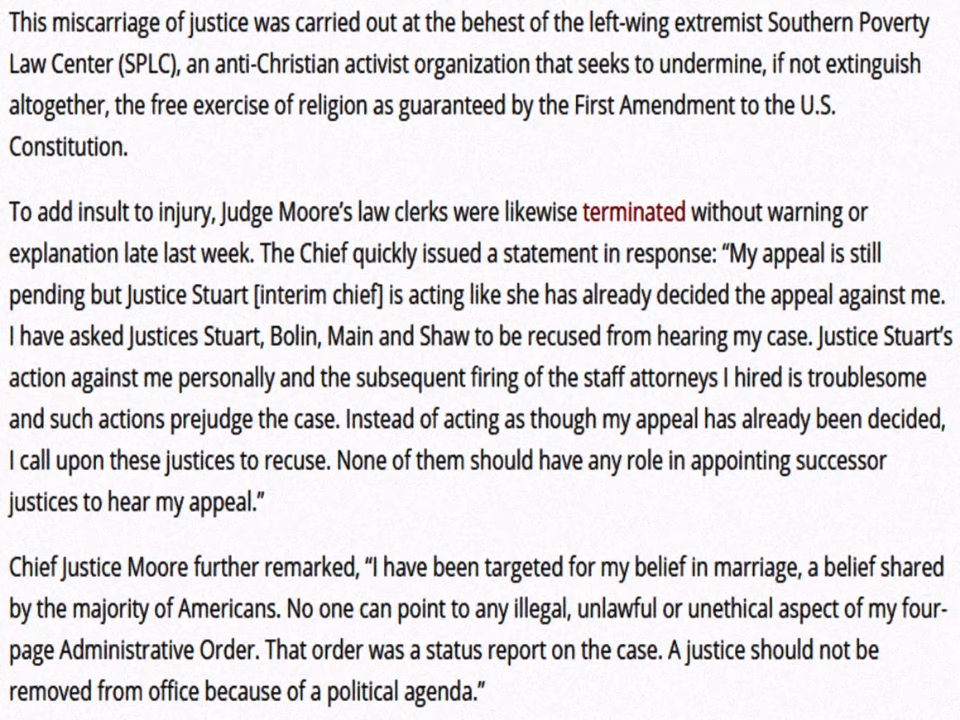 This miscarriage of justice was carried out at the behest of the left-wing extremist Southern Poverty
Law Center (SPLC), an anti-Christian activist organization that seeks to undermine, if not extinguish
altogether, the free exercise of religion as guaranteed by the First Amendment to the U.S.
Constitution.
To add insult to injury, Judge Moore’s law clerks were likewise terminated without warning or
explanation late last week. The Chief quickly issued a statement in response: “My appeal is still
pending but Justice Stuart [interim chief] is acting like she has already decided the appeal against me.
I have asked Justices Stuart, Bolin, Main and Shaw to be recused from hearing my case. Justice Stuart’s
action against me personally and the subsequent firing of the staff attorneys I hired is troublesome
and such actions prejudge the case. Instead of acting as though my appeal has already been decided,
I call upon these justices to recuse. None of them should have any role in appointing successor
justices to hear my appeal.”
Chief Justice Moore further remarked, “I have been targeted for my belief in marriage, a belief shared
by the majority of Americans. No one can point to any illegal, unlawful or unethical aspect of my four-
page Administrative Order. That order was a status report on the case. A justice should not be
removed from office because of a political agenda.”